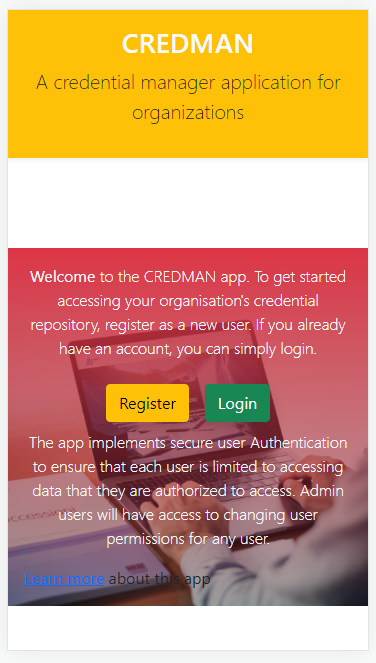 CREDMAN
A credential manager application for
organizations
Welcome to the CREDMAN app. To get started
accessing your organisation's credential
repository, register as a new user. If you already
have an account, you can simply login.
Register Login
The app implements secure user Authentication
to ensure that each user is limited to accessing
data that they are authorized to access. Admin
users will have access to changing user
permissions for any user.
Learn more about this app